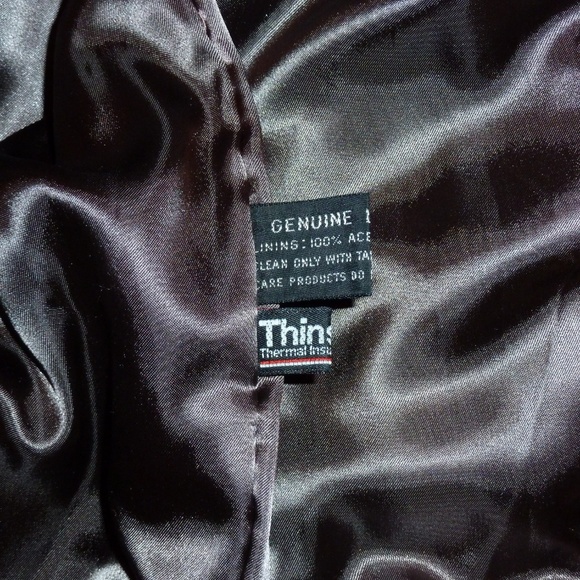 GENUINE L
LINING: 100% ACE
CLEAN ONLY WITH TA
CARE PRODUCTS DO
Thins
Thermal Insu